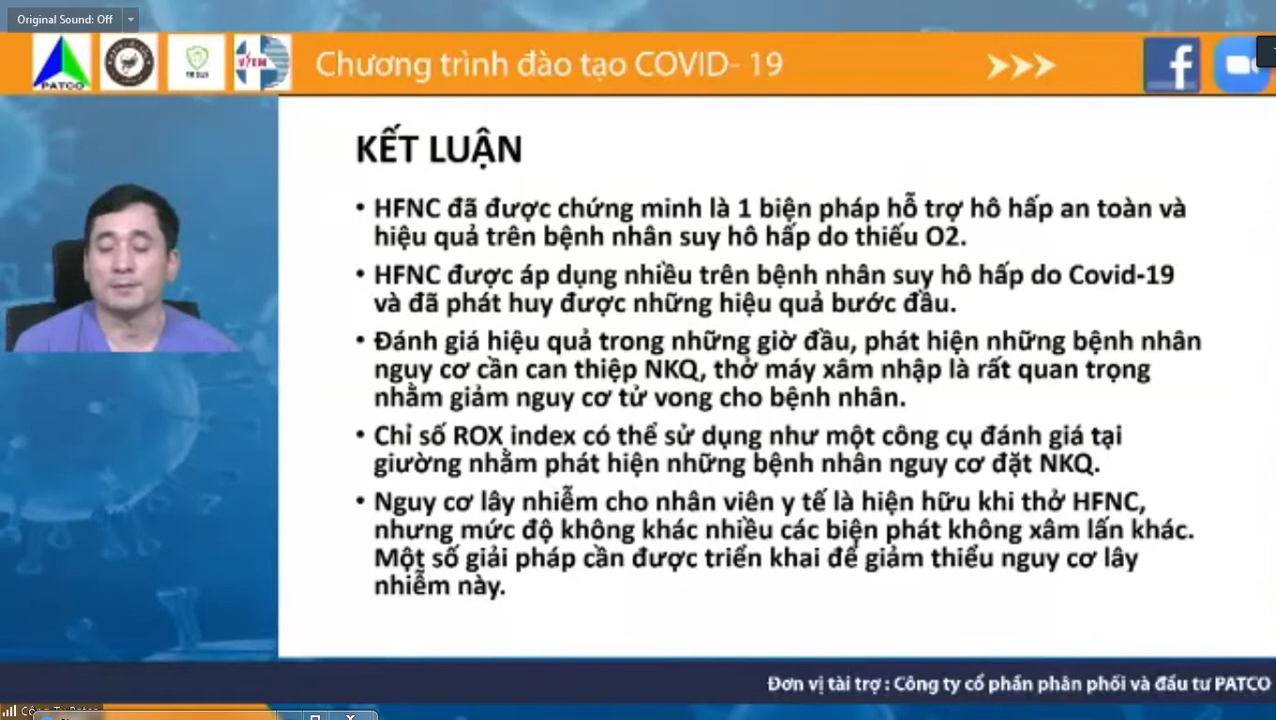 Original Sound: Off
PATCO
Chương trình đào tạo COVID- 19
KẾT LUẬN
• HFNC đã được chứng minh là 1 biện pháp hỗ trợ hô hấp an toàn và
hiệu quả trên bệnh nhân suy hô hấp do thiếu O2.
• HFNC được áp dụng nhiều trên bệnh nhân suy hô hấp do Covid-19
và đã phát huy được những hiệu quả bước đầu.
• Đánh giá hiệu quả trong những giờ đầu, phát hiện những bệnh nhân
nguy cơ cần can thiệp NKQ, thở máy xâm nhập là rất quan trọng
nhằm giảm nguy cơ tử vong cho bệnh nhân.
• Chỉ số ROX index có thể sử dụng như một công cụ đánh giá tại
giường nhằm phát hiện những bệnh nhân nguy cơ đặt NKQ.
• Nguy cơ lây nhiễm cho nhân viên y tế là hiện hữu khi thở HFNC,
nhưng mức độ không khác nhiều các biện phát không xâm lấn khác.
Một số giải pháp cần được triển khai để giảm thiểu nguy cơ lây
nhiễm này.
Đơn vị tài trợ : Công ty cổ phần phân phối và đầu tư PATCO